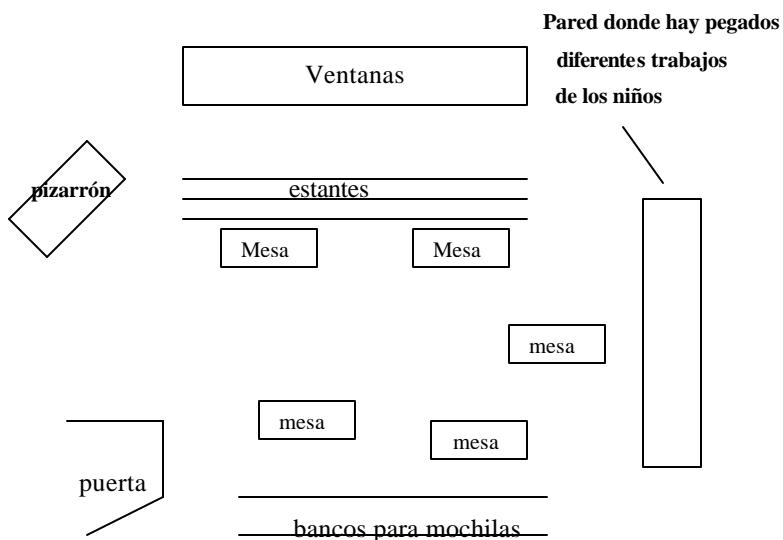 Pared donde hay pegados
diferentes trabajos
de los niños
Ventanas
pizarrón
estantes
Mesa
Mesa
mesa
mesa
mesa
puerta
bancos para mochilas